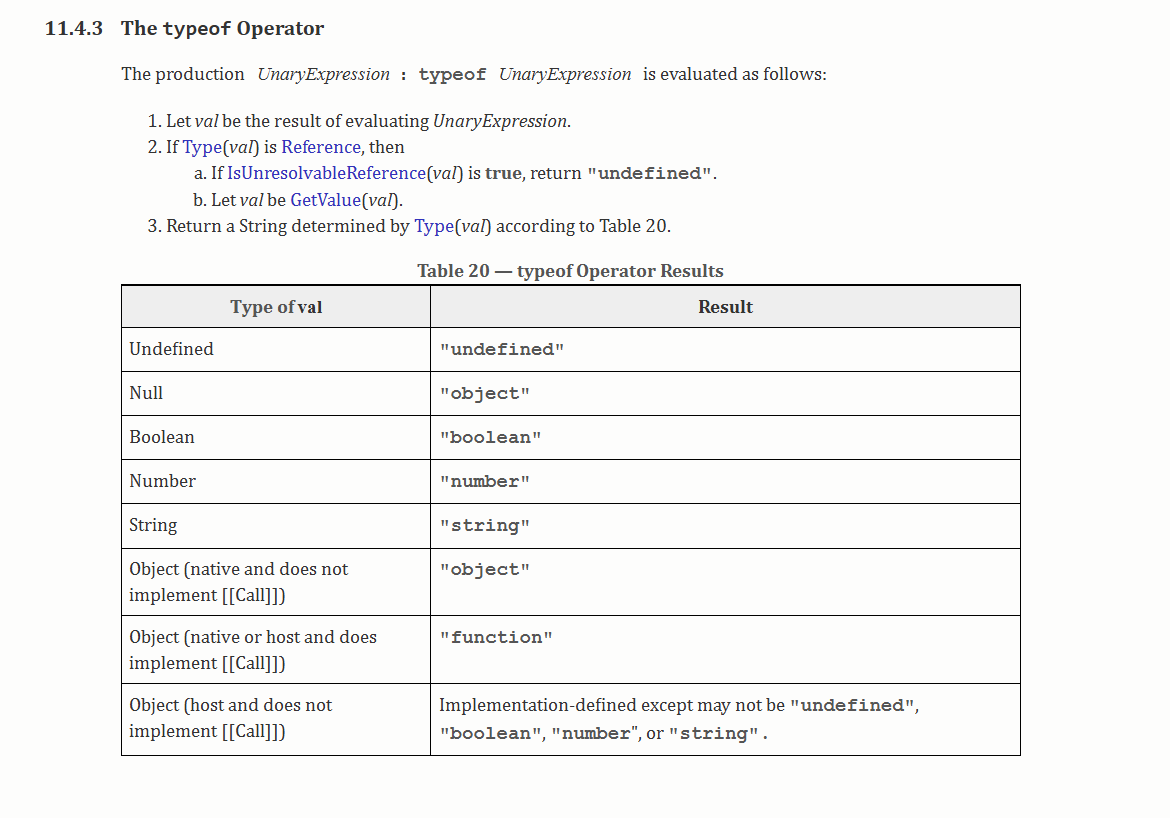 11.4.3 The typeof Operator
The production UnaryExpression : typeof UnaryExpression is evaluated as follows:
1. Let val be the result of evaluating UnaryExpression.
2. If Type(val) is Reference, then
a. If IsUnresolvableReference(val) is true, return "undefined".
b. Let val be GetValue(val).
3. Return a String determined by Type(val) according to Table 20.
Table 20 — typeof Operator Results
Type of val Result
Undefined "undefined"
Null "object"
Boolean "boolean"
Number "number"
String "string"
Object (native and does not "object"
implement [[Call]])
Object (native or host and does "function"
implement [[Call]])
Object (host and does not Implementation-defined except may not be "undefined",
implement [[Call]]) "boolean", "number", or "string".